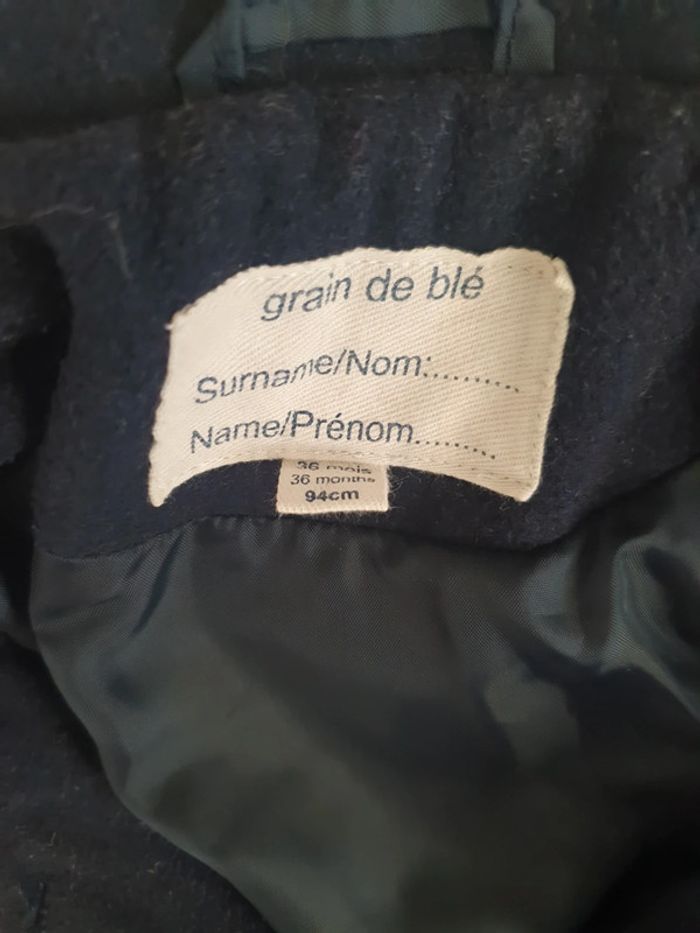 grain de blé
Surname/Nom:.........
Name/Prénom.........
36 mois
36 months
94cm